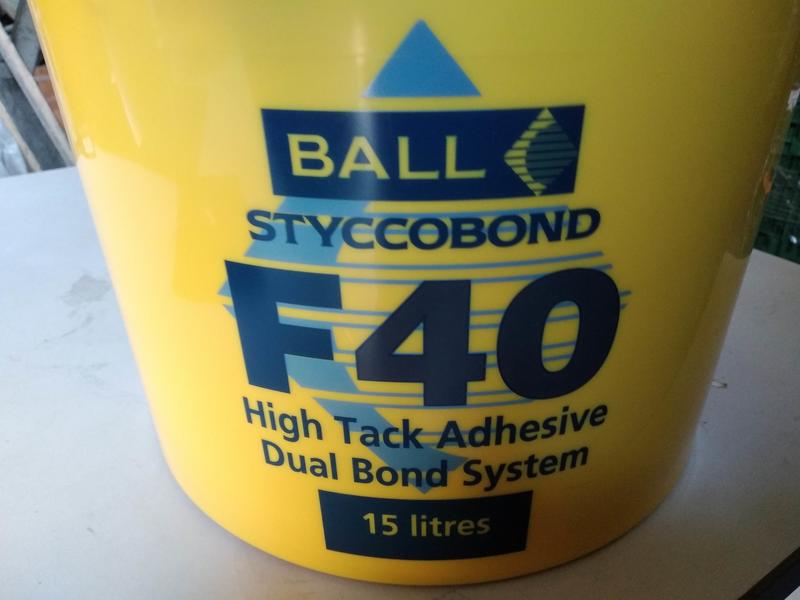 BALL
STYCCOBOND
F40
High Tack Adhesive
Dual Bond System
15 litres